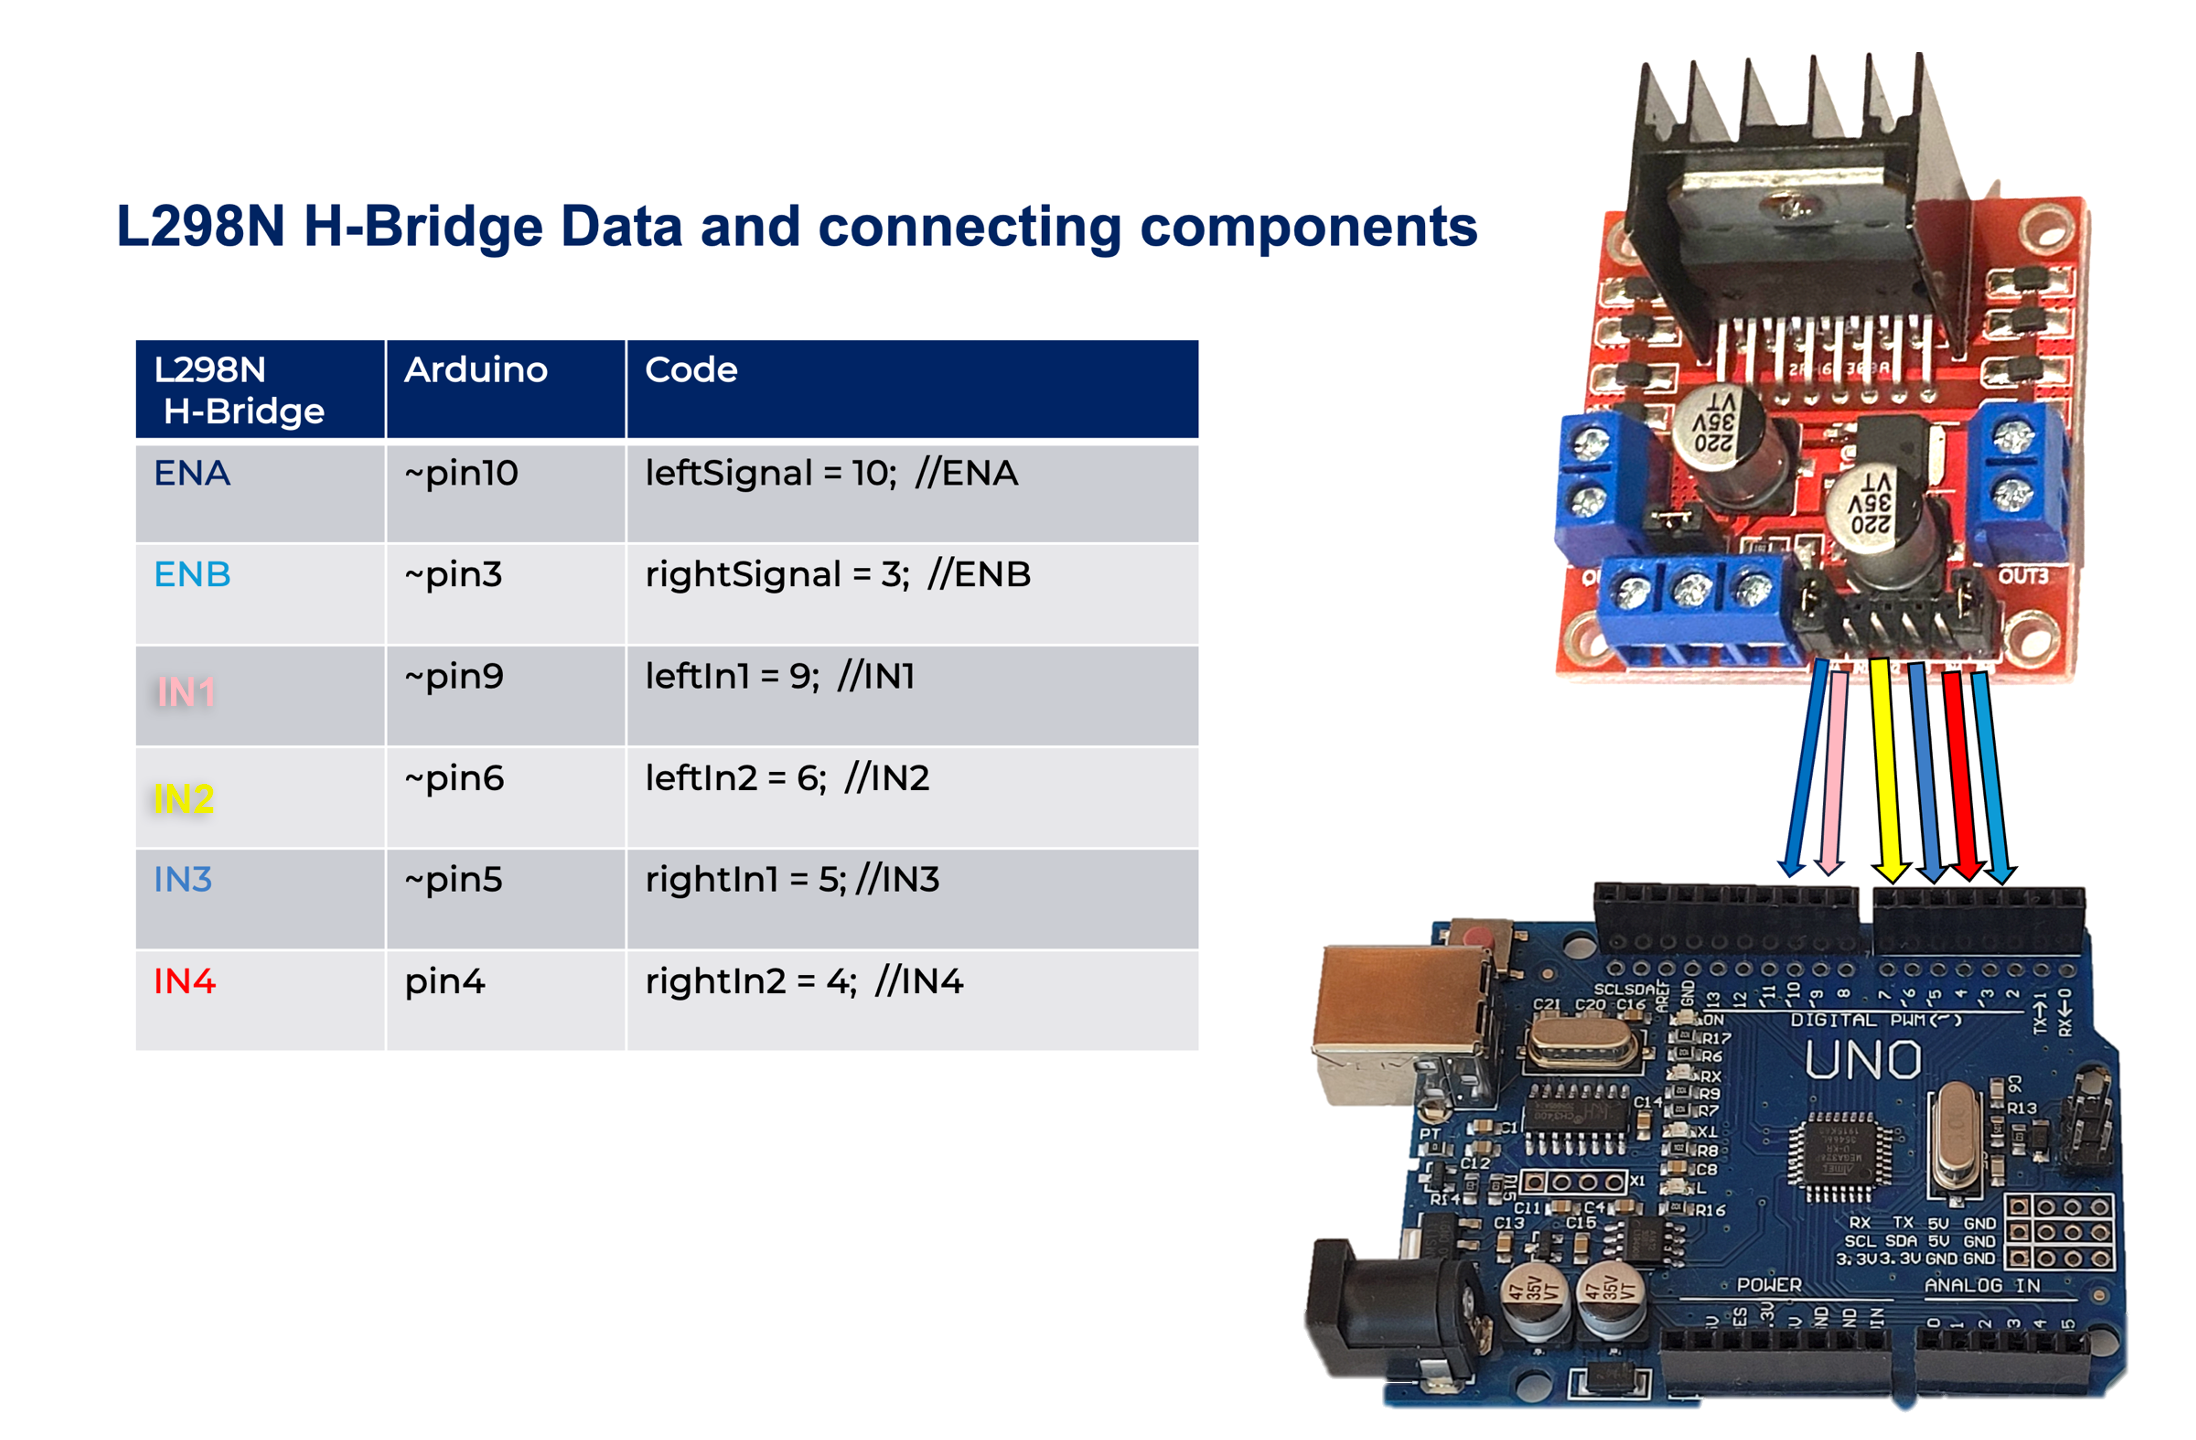 L298N H-Bridge Data and connecting components
L298N
H-Bridge
Arduino
Code
ENA
~pin10
leftSignal = 10; //ENA
ENB
~pin3
rightSignal = 3; //ENB
IN1
~pin9
leftIn1 = 9; //IN1
IN2
~pin6
leftIn2 = 6; //IN2
IN3
~pin5
rightIn1 = 5; //IN3
IN4
pin4
rightIn2 = 4; //IN4
220
35V
VT
220
35V
VT
OUT3
SCL SDA AREF GND 13 12 ~11 ~10 ~9 8
7 ~6 ~5 4 ~3 2 TX→1 RX←0
DIGITAL PWM(~)
UNO
C21 C20 C16
ON
R17
R6
RX
R9
R7
TX
R8
C8
L
R16
C14
C1
PT
C12
R14
X1
C11 C4
C13 C15
C6
R13
RX TX 5V GND
SCL SDA 5V GND
3.3V 3.3V GND GND
POWER
ANALOG IN
47
35V
VT
47
35V
VT
0 1 2 3 4